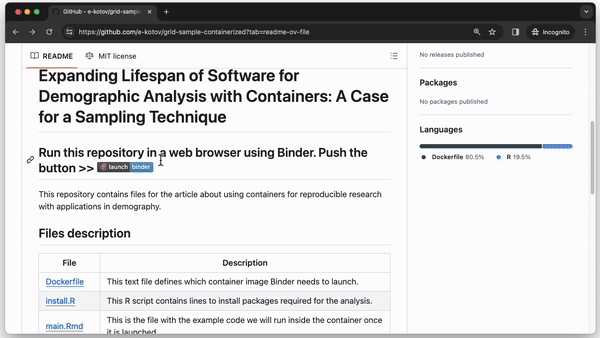 GitHub - e-kotov/grid-sample
https://github.com/e-kotov/grid-sample-containerized?tab=readme-ov-file
Incognito
README
MIT license
Expanding Lifespan of Software for
Demographic Analysis with Containers: A Case
for a Sampling Technique
Run this repository in a web browser using Binder. Push the
button >> launch binder
This repository contains files for the article about using containers for reproducible research
with applications in demography.
Files description
File Description
Dockerfile This text file defines which container image Binder needs to launch.
install.R This R script contains lines to install packages required for the analysis.
main.Rmd This is the file with the example code we will run inside the container once
it is launched
No releases published
Packages
No packages published
Languages
Dockerfile 80.5% R 19.5%